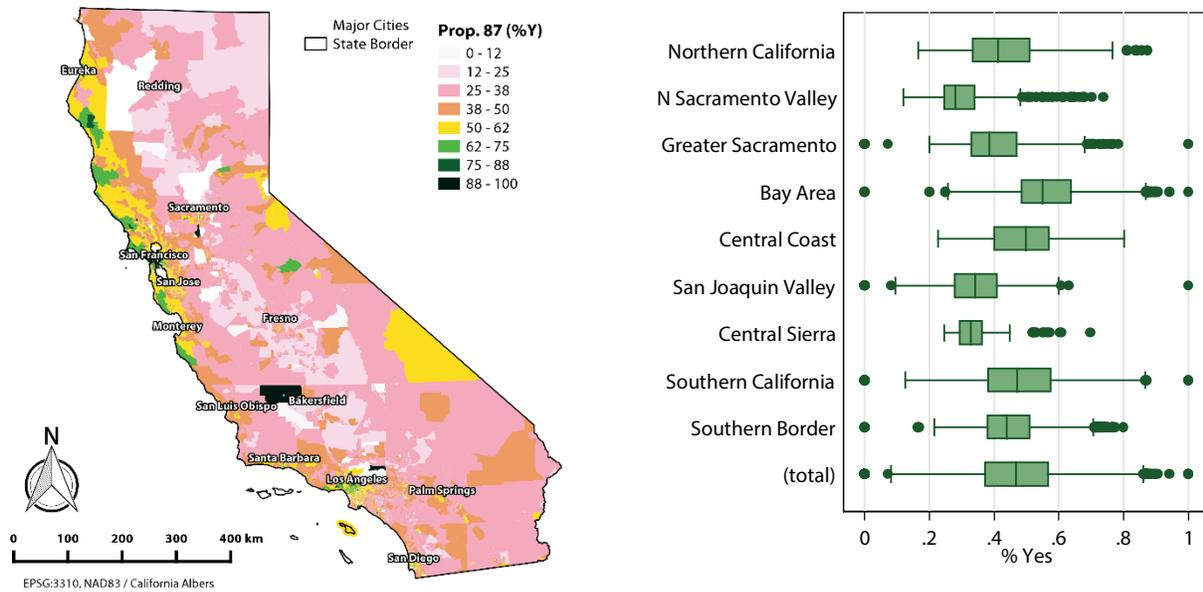 Major Cities
State Border
Prop. 87 (%Y)
0 - 12
12 - 25
25 - 38
38 - 50
50 - 62
62 - 75
75 - 88
88 - 100
Eureka
Redding
Sacramento
San Francisco
San Jose
Monterey
Fresno
San Luis Obispo
Bakersfield
Santa Barbara
Los Angeles
Palm Springs
San Diego
N
0 100 200 300 400 km
EPSG:3310, NAD83 / California Albers
Northern California
N Sacramento Valley
Greater Sacramento
Bay Area
Central Coast
San Joaquin Valley
Central Sierra
Southern California
Southern Border
(total)
0 .2 .4 .6 .8 1
% Yes